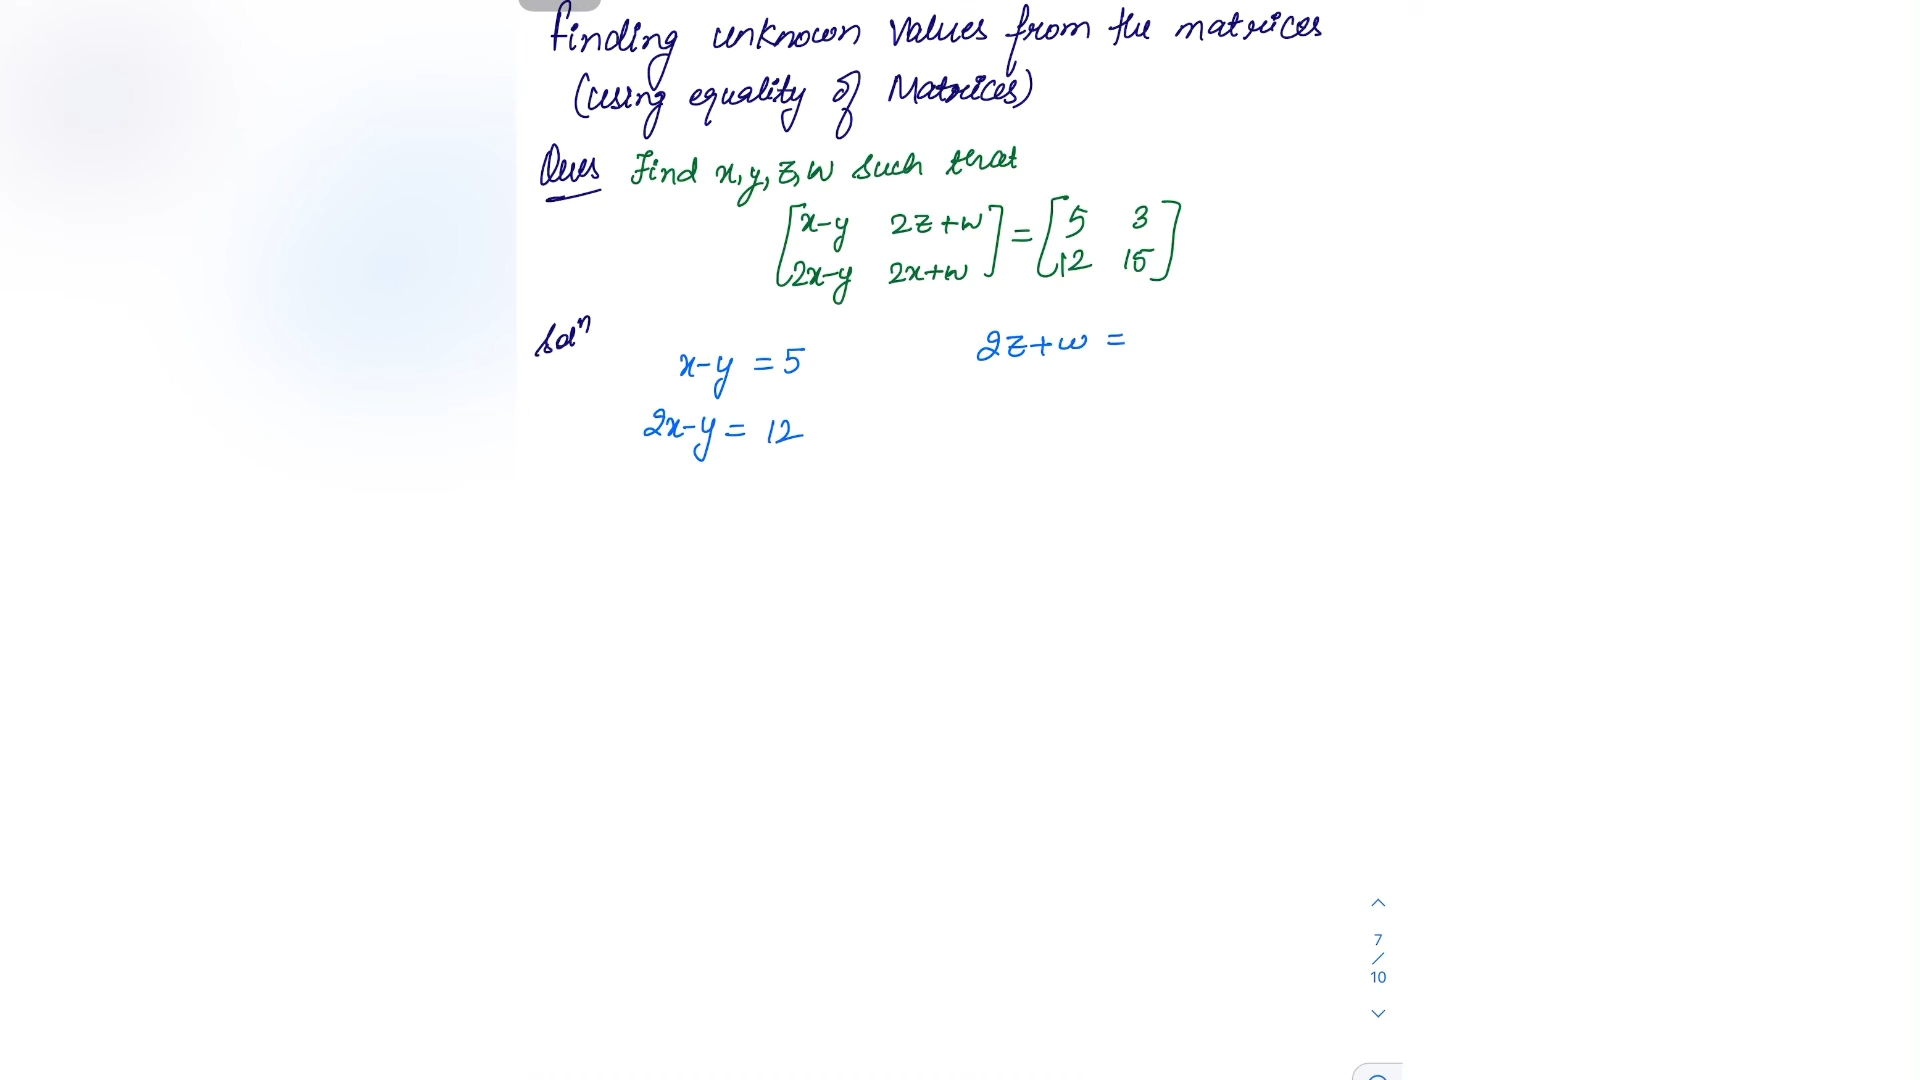 Finding unknown values from the matrices
(using equality of Matrices)
Ques Find x, y, z, w such that
[x-y 2z+w] = [5 3]
[2x-y 2x+w] [12 15]
Solⁿ
x-y = 5 2z+w =
2x-y = 12
7
/
10